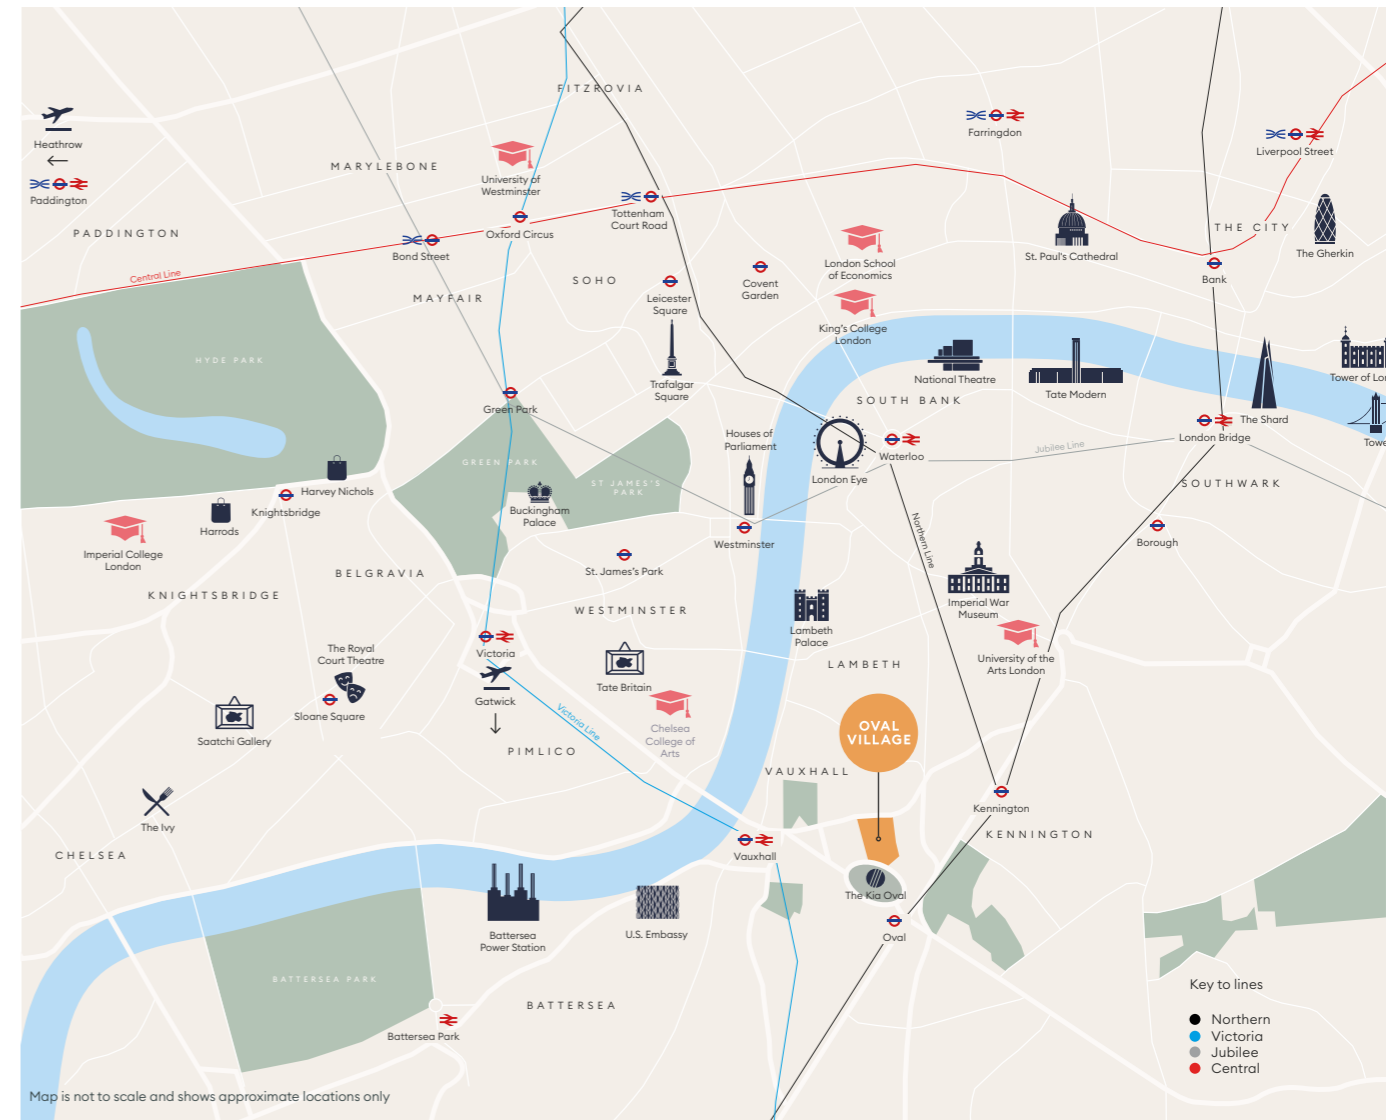 FITZROVIA
Heathrow
Farringdon
Liverpool Street
MARYLEBONE
University of
Westminster
Paddington
Tottenham
Court Road
PADDINGTON
Oxford Circus
THE CITY
Bond Street
St. Paul's Cathedral
The Gherkin
London School
of Economics
Central Line
SOHO
Covent
Garden
Bank
MAYFAIR
Leicester
Square
King's College
London
HYDE PARK
Trafalgar
Square
National Theatre
Tate Modern
Tower of Lon
SOUTH BANK
Green Park
The Shard
London Bridge
Houses of
Parliament
Waterloo
Jubilee Line
Towe
GREEN PARK
London Eye
ST JAMES'S
PARK
SOUTHWARK
Harvey Nichols
Knightsbridge
Buckingham
Palace
Harrods
Northern Line
Westminster
Borough
Imperial College
London
St. James's Park
BELGRAVIA
KNIGHTSBRIDGE
WESTMINSTER
Imperial War
Museum
Lambeth
Palace
The Royal
Court Theatre
Victoria
University of the
Arts London
LAMBETH
Tate Britain
Gatwick
Sloane Square
Victoria Line
Chelsea
College of
Arts
OVAL
VILLAGE
Saatchi Gallery
PIMLICO
VAUXHALL
Kennington
The Ivy
KENNINGTON
CHELSEA
Vauxhall
The Kia Oval
Battersea
Power Station
U.S. Embassy
Oval
BATTERSEA PARK
BATTERSEA
Battersea Park
Key to lines
Northern
Victoria
Jubilee
Central
Map is not to scale and shows approximate locations only